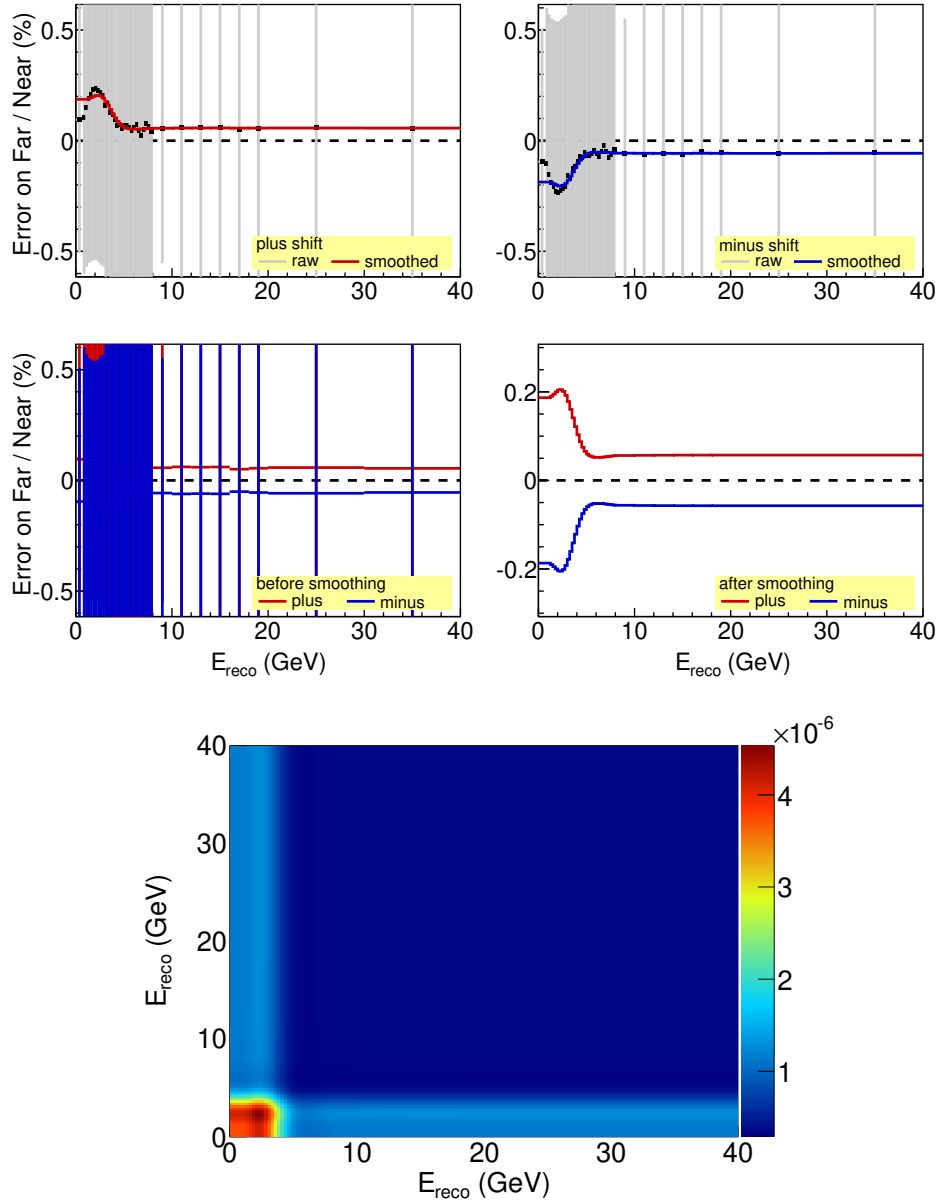 Error on Far / Near (%)
0.5
0
-0.5
0 10 20 30 40
plus shift
raw smoothed
0.5
0
-0.5
0 10 20 30 40
minus shift
raw smoothed
Error on Far / Near (%)
0.5
0
-0.5
0 10 20 30 40
before smoothing
plus minus
E_reco (GeV)
0.2
0
-0.2
0 10 20 30 40
after smoothing
plus minus
E_reco (GeV)
×10^-6
E_reco (GeV)
40
30
20
10
0
0 10 20 30 40
E_reco (GeV)
4
3
2
1